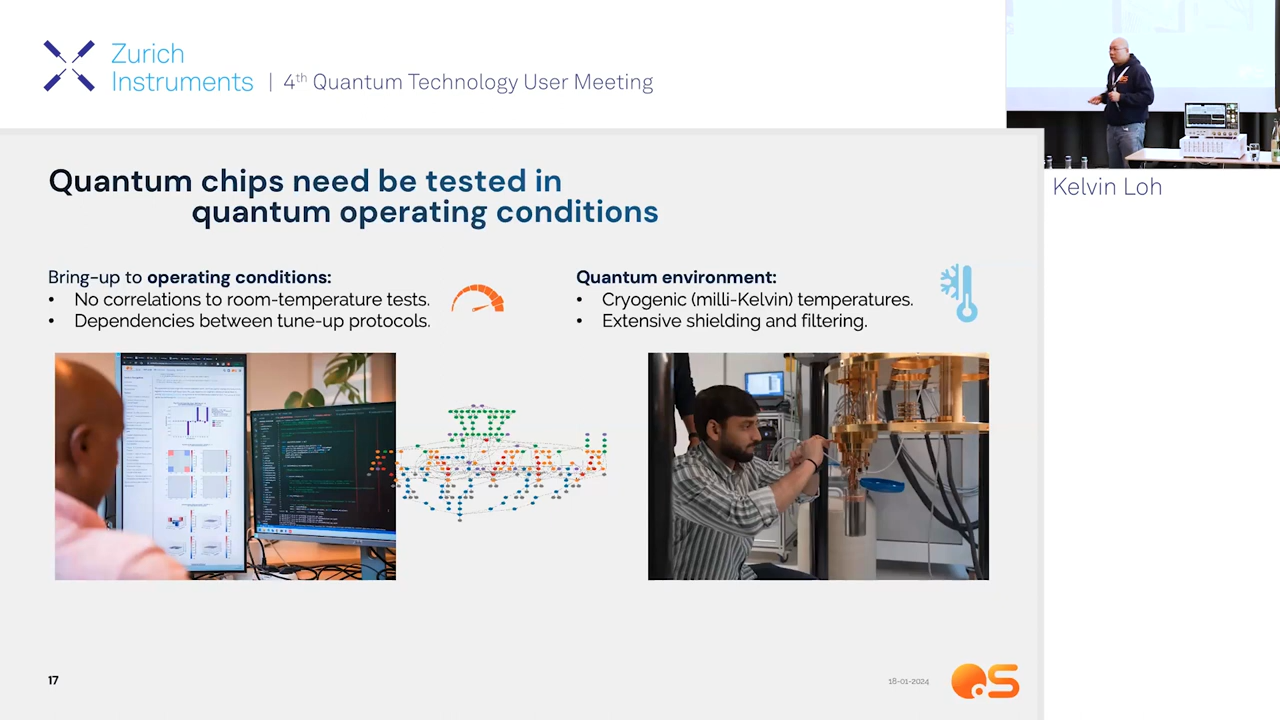 Zurich
Instruments | 4th Quantum Technology User Meeting
Kelvin Loh
Quantum chips need be tested in
quantum operating conditions
Bring-up to operating conditions:
• No correlations to room-temperature tests.
• Dependencies between tune-up protocols.
Quantum environment:
• Cryogenic (milli-Kelvin) temperatures.
• Extensive shielding and filtering.
17
18-01-2024
QS